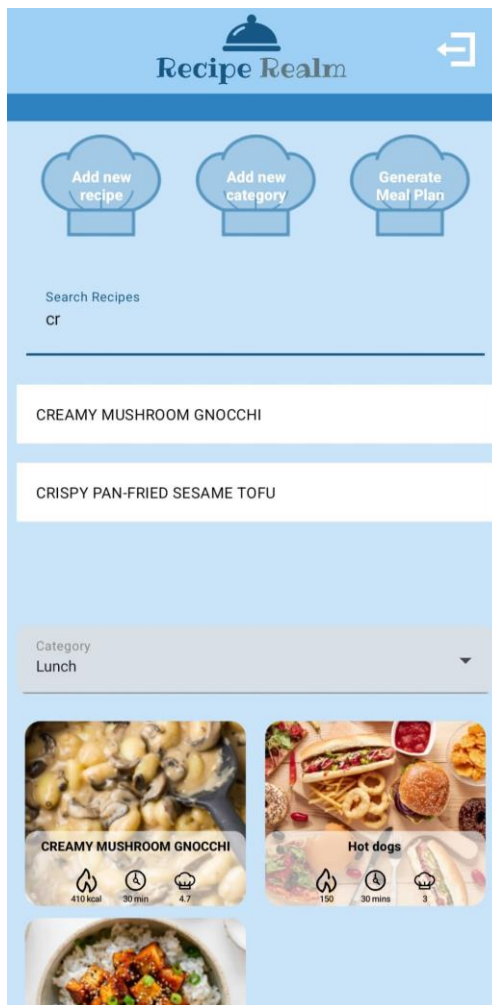 Recipe Realm
Add new
recipe
Add new
category
Generate
Meal Plan
Search Recipes
cr
CREAMY MUSHROOM GNOCCHI
CRISPY PAN-FRIED SESAME TOFU
Category
Lunch
CREAMY MUSHROOM GNOCCHI
410 kcal 30 min 4.7
Hot dogs
150 30 mins 3